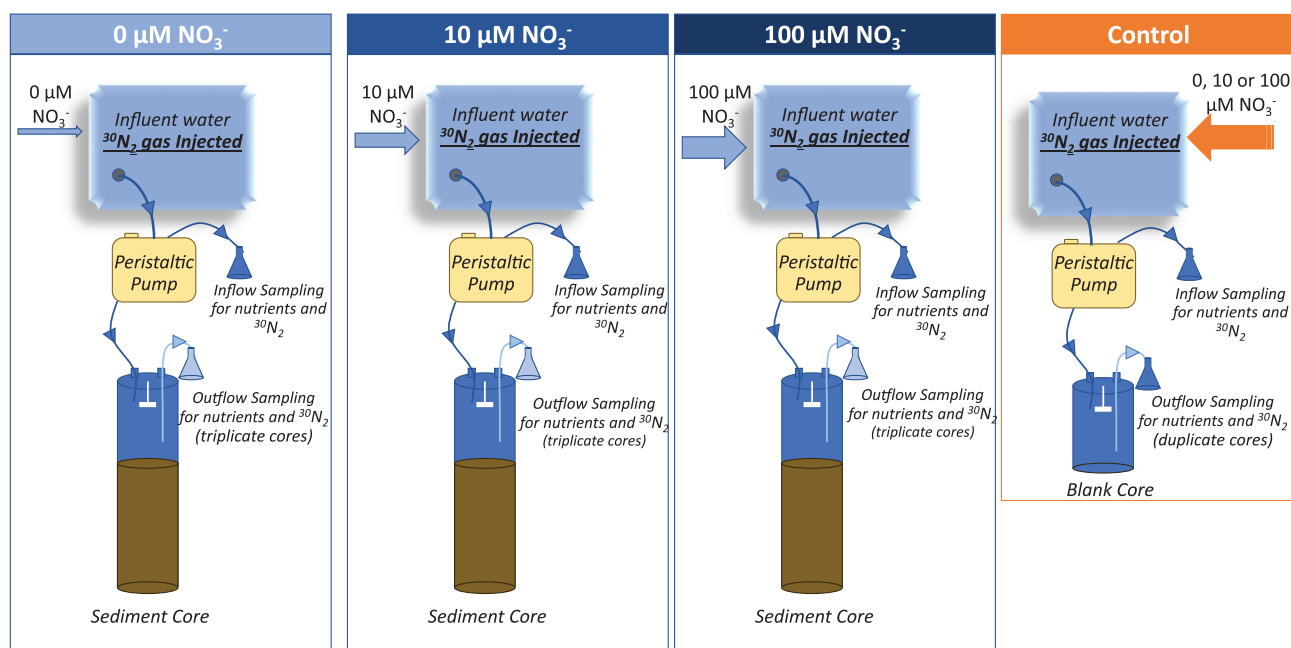 0 µM NO₃⁻
0 µM
NO₃⁻
Influent water
³⁰N₂ gas Injected
Peristaltic
Pump
Inflow Sampling
for nutrients and
³⁰N₂
Outflow Sampling
for nutrients and ³⁰N₂
(triplicate cores)
Sediment Core
10 µM NO₃⁻
10 µM
NO₃⁻
Influent water
³⁰N₂ gas Injected
Peristaltic
Pump
Inflow Sampling
for nutrients and
³⁰N₂
Outflow Sampling
for nutrients and ³⁰N₂
(triplicate cores)
Sediment Core
100 µM NO₃⁻
100 µM
NO₃⁻
Influent water
³⁰N₂ gas Injected
Peristaltic
Pump
Inflow Sampling
for nutrients and
³⁰N₂
Outflow Sampling
for nutrients and ³⁰N₂
(triplicate cores)
Sediment Core
Control
0, 10 or 100
µM NO₃⁻
Influent water
³⁰N₂ gas Injected
Peristaltic
Pump
Inflow Sampling
for nutrients and
³⁰N₂
Outflow Sampling
for nutrients and ³⁰N₂
(duplicate cores)
Blank Core